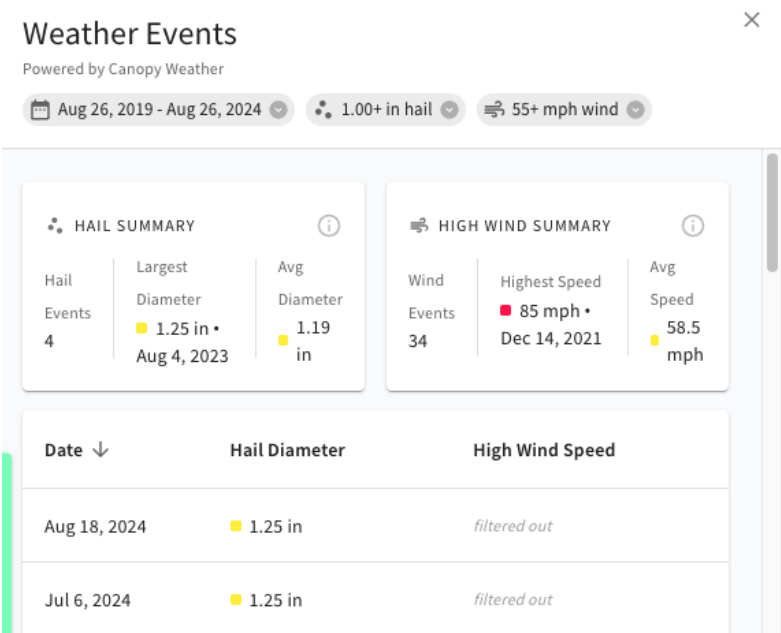 Weather Events
Powered by Canopy Weather
Aug 26, 2019 - Aug 26, 2024
1.00+ in hail
55+ mph wind
HAIL SUMMARY
Hail
Events
4
Largest
Diameter
1.25 in •
Aug 4, 2023
Avg
Diameter
1.19
in
HIGH WIND SUMMARY
Wind
Events
34
Highest Speed
85 mph •
Dec 14, 2021
Avg
Speed
58.5
mph
Date Hail Diameter High Wind Speed
Aug 18, 2024 1.25 in filtered out
Jul 6, 2024 1.25 in filtered out